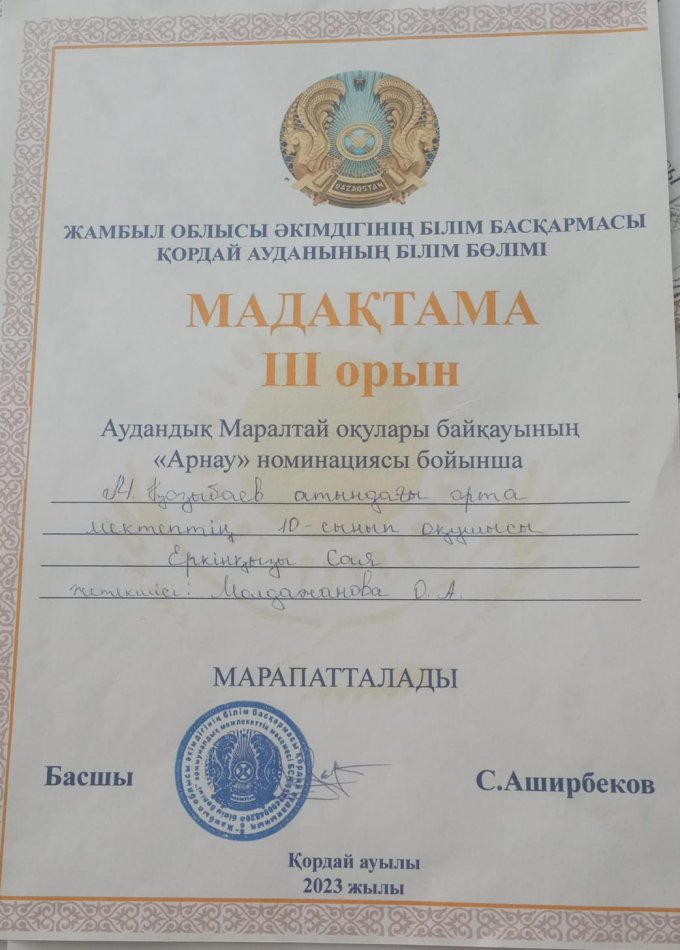 QAZAQSTAN
ЖАМБЫЛ ОБЛЫСЫ ӘКІМДІГІНІҢ БІЛІМ БАСҚАРМАСЫ
ҚОРДАЙ АУДАНЫНЫҢ БІЛІМ БӨЛІМІ
МАДАҚТАМА
III орын
Аудандық Маралтай оқулары байқауының
«Арнау» номинациясы бойынша
М. Қозыбаев атындағы орта
мектептің 10-сынып оқушысы
Еркінқызы Сая
жетекшісі: Молдажанова О. А.
МАРАПАТТАЛАДЫ
Басшы
С.Аширбеков
Қордай ауылы
2023 жылы